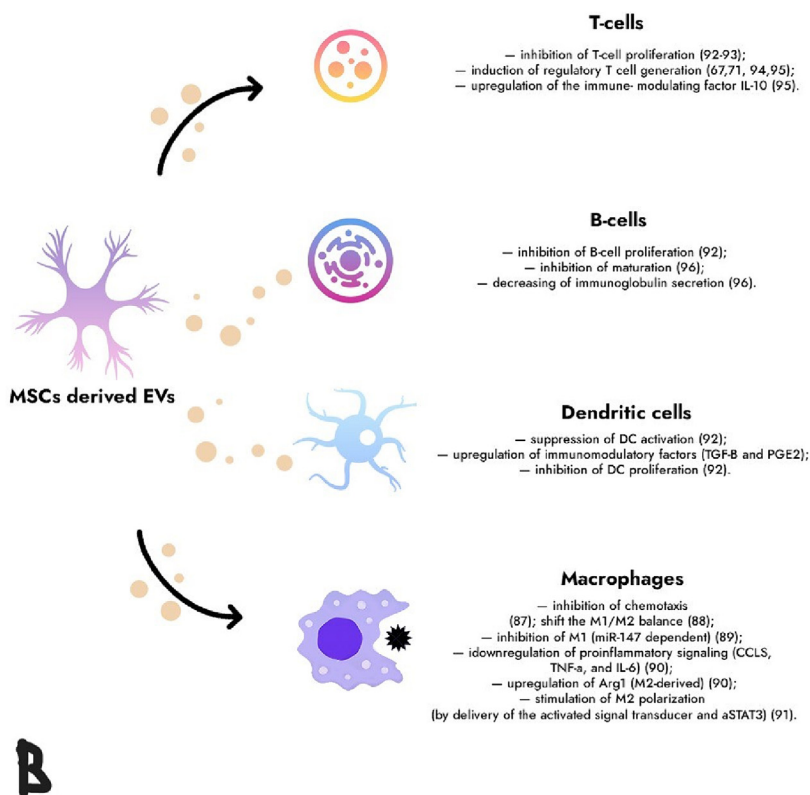 T-cells
— inhibition of T-cell proliferation (92-93);
— induction of regulatory T cell generation (67,71, 94,95);
— upregulation of the immune- modulating factor IL-10 (95).
B-cells
— inhibition of B-cell proliferation (92);
— inhibition of maturation (96);
— decreasing of immunoglobulin secretion (96).
MSCs derived EVs
Dendritic cells
— suppression of DC activation (92);
— upregulation of immunomodulatory factors (TGF-B and PGE2);
— inhibition of DC proliferation (92).
Macrophages
— inhibition of chemotaxis
(87); shift the M1/M2 balance (88);
— inhibition of M1 (miR-147 dependent) (89);
— idownregulation of proinflammatory signaling (CCLS,
TNF-a, and IL-6) (90);
— upregulation of Arg1 (M2-derived) (90);
— stimulation of M2 polarization
(by delivery of the activated signal transducer and aSTAT3) (91).
B